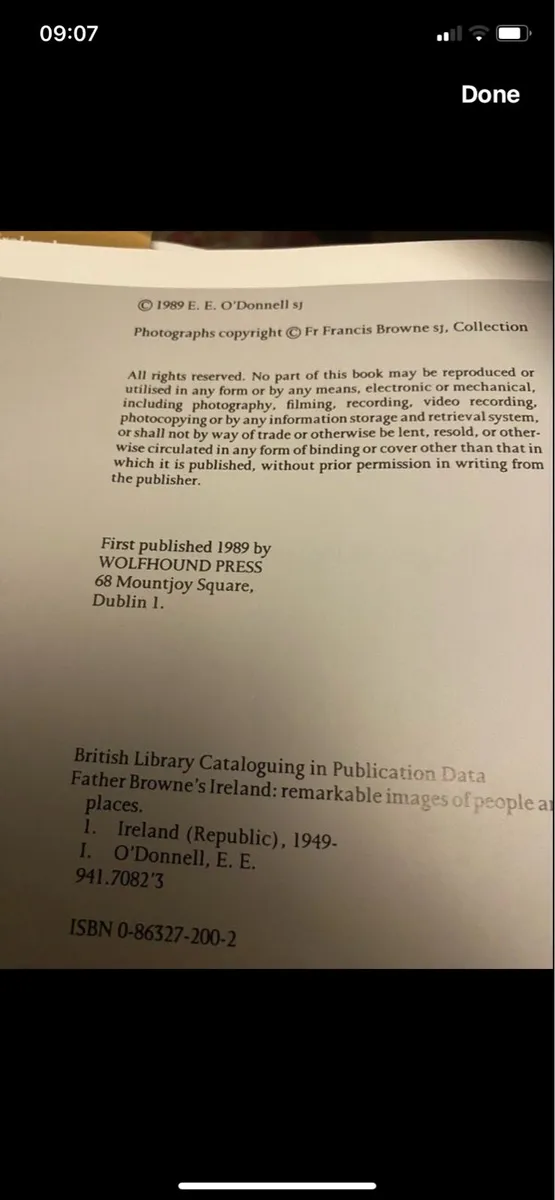 09:07
Done
© 1989 E. E. O'Donnell SJ
Photographs copyright © Fr Francis Browne SJ, Collection
All rights reserved. No part of this book may be reproduced or
utilised in any form or by any means, electronic or mechanical,
including photography, filming, recording, video recording,
photocopying or by any information storage and retrieval system,
or shall not by way of trade or otherwise be lent, resold, or other-
wise circulated in any form of binding or cover other than that in
which it is published, without prior permission in writing from
the publisher.
First published 1989 by
WOLFHOUND PRESS
68 Mountjoy Square,
Dublin 1.
British Library Cataloguing in Publication Data
Father Browne's Ireland: remarkable images of people
places.
1. Ireland (Republic), 1949-
I. O'Donnell, E. E.
941.7082'3
ISBN 0-86327-200-2